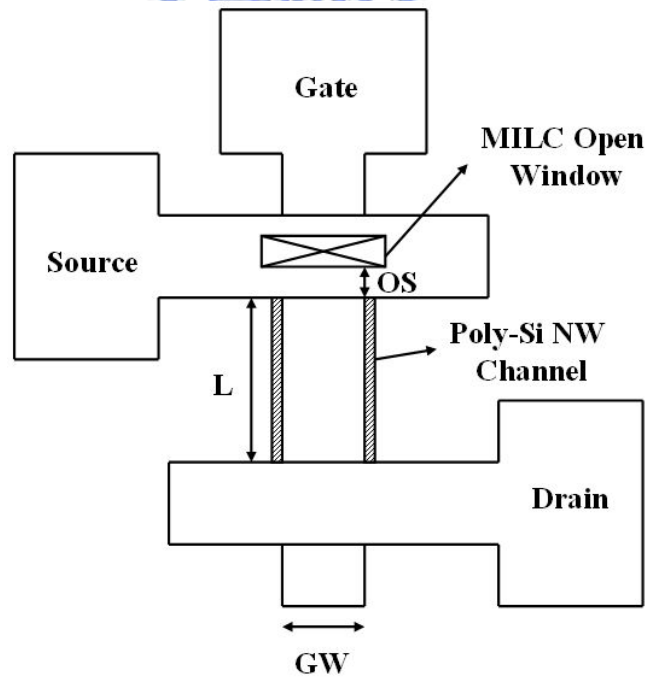 Gate
MILC Open
Window
Source
OS
Poly-Si NW
Channel
L
Drain
GW